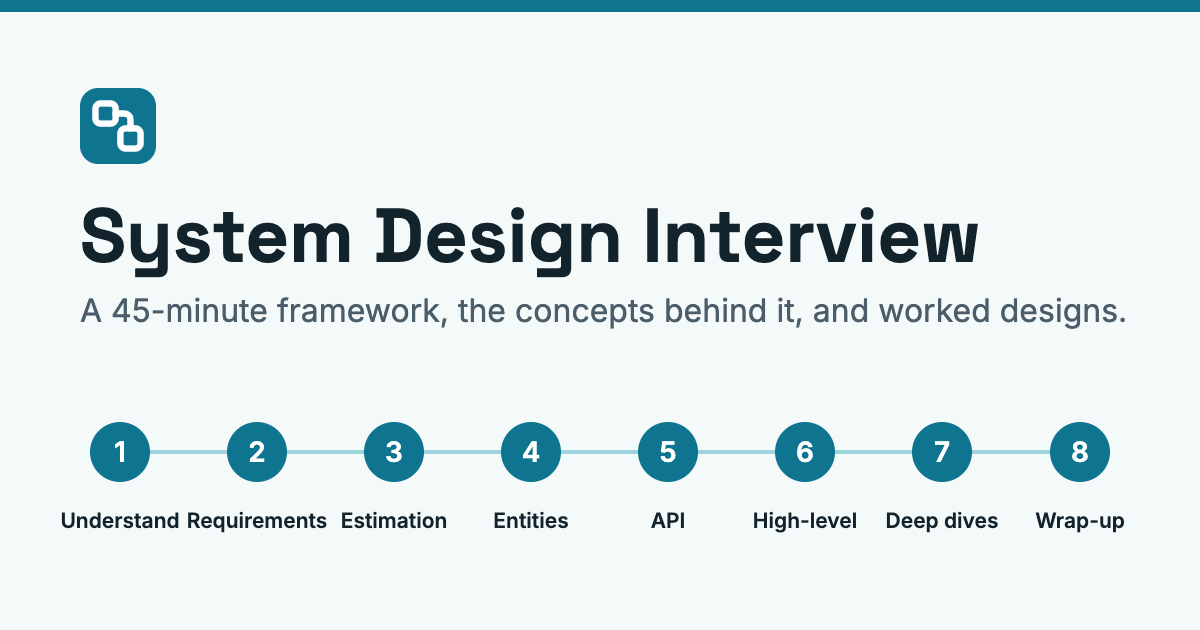 System Design Interview
A 45-minute framework, the concepts behind it, and worked designs.
1 2 3 4 5 6 7 8
Understand Requirements Estimation Entities API High-level Deep dives Wrap-up